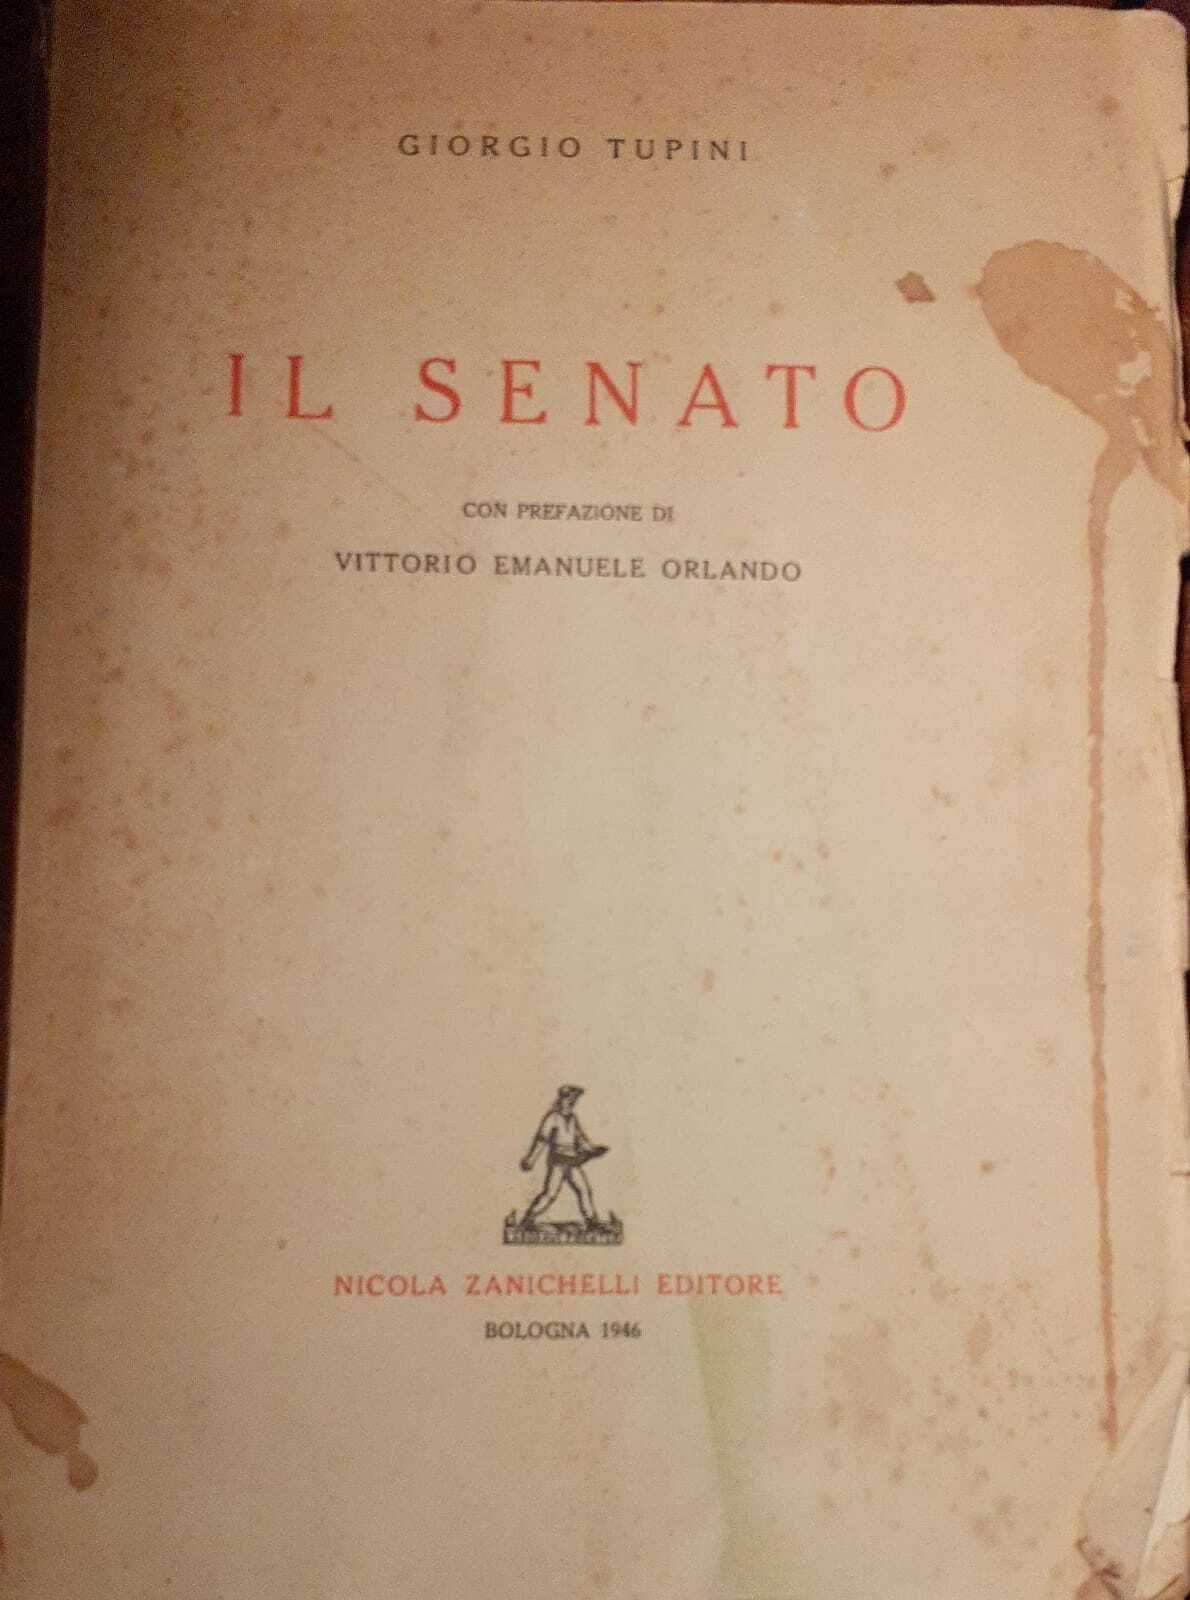 GIORGIO TUPINI
IL SENATO
CON PREFAZIONE DI
VITTORIO EMANUELE ORLANDO
NICOLA ZANICHELLI EDITORE
BOLOGNA 1946